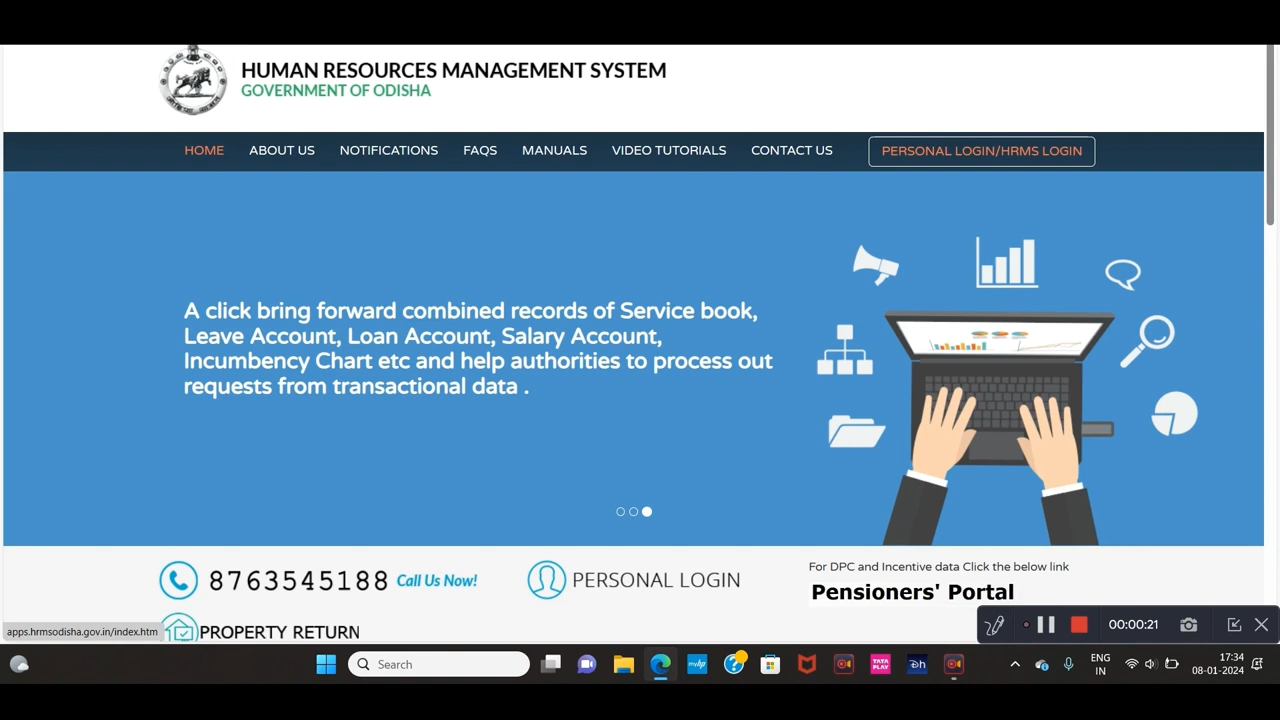 HUMAN RESOURCES MANAGEMENT SYSTEM
GOVERNMENT OF ODISHA
HOME ABOUT US NOTIFICATIONS FAQS MANUALS VIDEO TUTORIALS CONTACT US PERSONAL LOGIN/HRMS LOGIN
A click bring forward combined records of Service book,
Leave Account, Loan Account, Salary Account,
Incumbency Chart etc and help authorities to process out
requests from transactional data .
8763545188 Call Us Now!
PERSONAL LOGIN
For DPC and Incentive data Click the below link
Pensioners' Portal
PROPERTY RETURN
apps.hrmsodisha.gov.in/index.htm
00:00:21
Search
TATA
PLAY
ENG
IN
17:34
08-01-2024